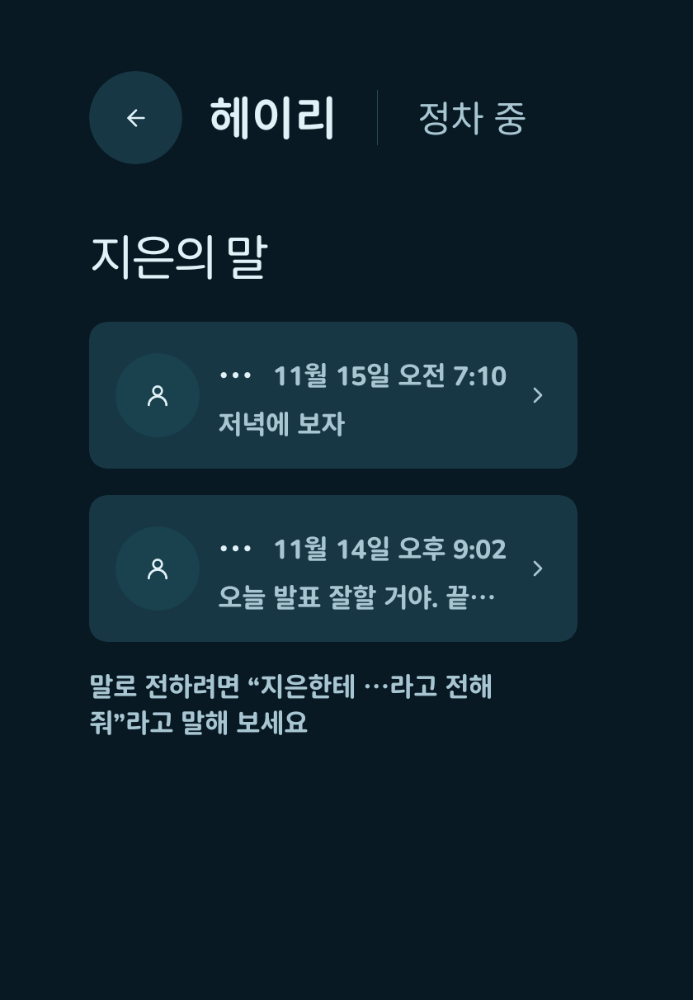 헤이리
정차 중
지은의 말
… 11월 15일 오전 7:10
저녁에 보자
… 11월 14일 오후 9:02
오늘 발표 잘할 거야. 끝…
말로 전하려면 “지은한테 …라고 전해
줘”라고 말해 보세요